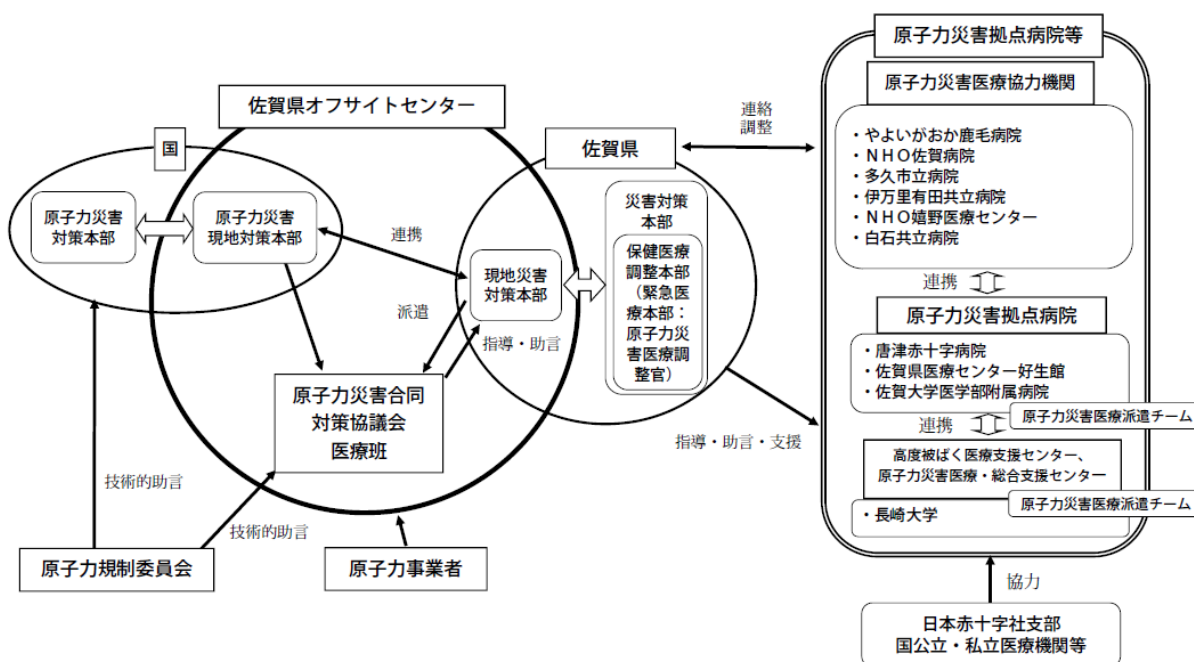 原子力災害拠点病院等
原子力災害医療協力機関
・やよいがおか鹿毛病院
・ＮＨＯ佐賀病院
・多久市立病院
・伊万里有田共立病院
・ＮＨＯ嬉野医療センター
・白石共立病院
連携
原子力災害拠点病院
・唐津赤十字病院
・佐賀県医療センター好生館
・佐賀大学医学部附属病院
原子力災害医療派遣チーム
連携
高度被ばく医療支援センター、
原子力災害医療・総合支援センター
原子力災害医療派遣チーム
・長崎大学
協力
日本赤十字社支部
国公立・私立医療機関等
佐賀県オフサイトセンター
国
原子力災害
対策本部
原子力災害
現地対策本部
連携
佐賀県
連絡
調整
現地災害
対策本部
災害対策
本部
保健医療
調整本部
（緊急医
療本部：
原子力災
害医療調
整官）
派遣
指導・助言
原子力災害合同
対策協議会
医療班
指導・助言・支援
技術的助言
技術的助言
原子力規制委員会
原子力事業者